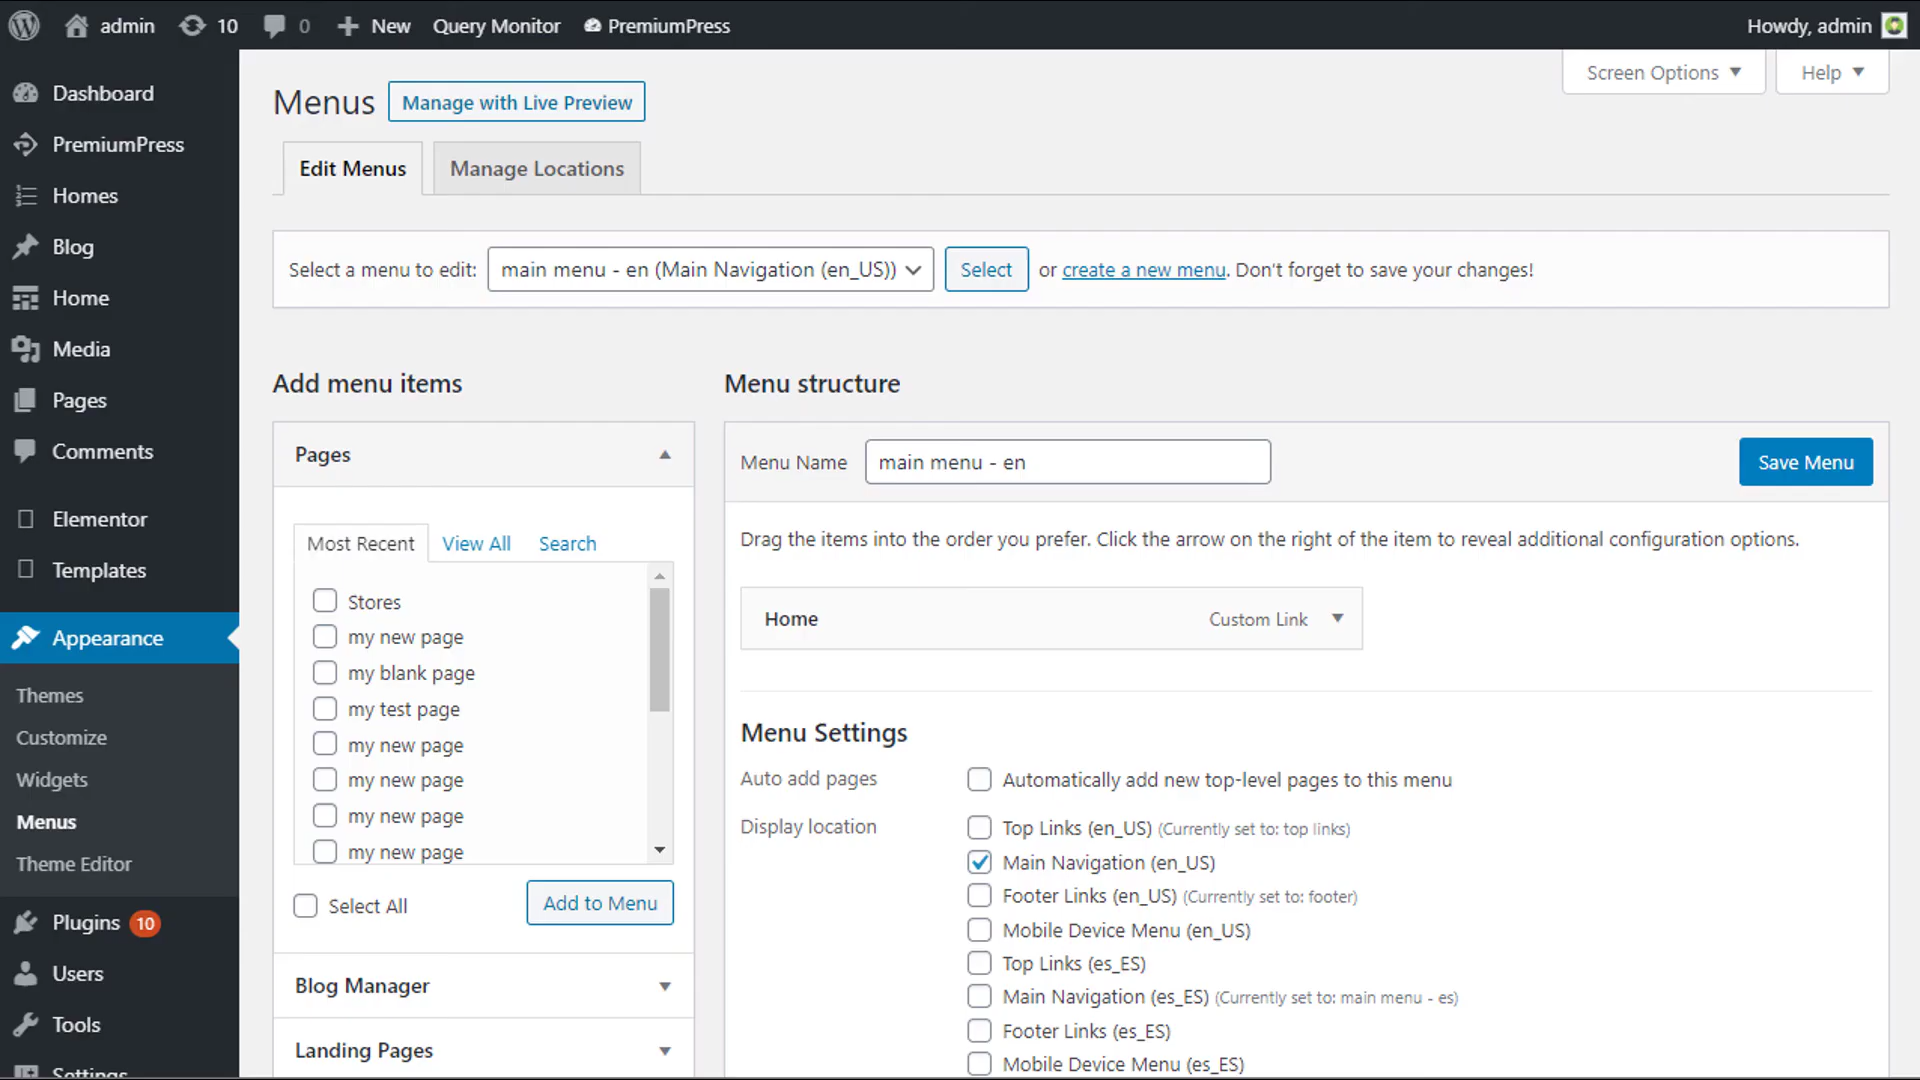 admin
10
0
New
Query Monitor
PremiumPress
Howdy, admin
Dashboard
PremiumPress
Homes
Blog
Home
Media
Pages
Comments
Elementor
Templates
Appearance
Themes
Customize
Widgets
Menus
Theme Editor
Plugins 10
Users
Tools
Settings
Screen Options
Help
Menus
Manage with Live Preview
Edit Menus
Manage Locations
Select a menu to edit: main menu - en (Main Navigation (en_US)) Select or create a new menu. Don't forget to save your changes!
Add menu items
Pages
Most Recent
View All
Search
Stores
my new page
my blank page
my test page
my new page
my new page
my new page
my new page
Select All
Add to Menu
Blog Manager
Landing Pages
Menu structure
Menu Name main menu - en
Save Menu
Drag the items into the order you prefer. Click the arrow on the right of the item to reveal additional configuration options.
Home Custom Link
Menu Settings
Auto add pages Automatically add new top-level pages to this menu
Display location Top Links (en_US) (Currently set to: top links)
Main Navigation (en_US)
Footer Links (en_US) (Currently set to: footer)
Mobile Device Menu (en_US)
Top Links (es_ES)
Main Navigation (es_ES) (Currently set to: main menu - es)
Footer Links (es_ES)
Mobile Device Menu (es_ES)